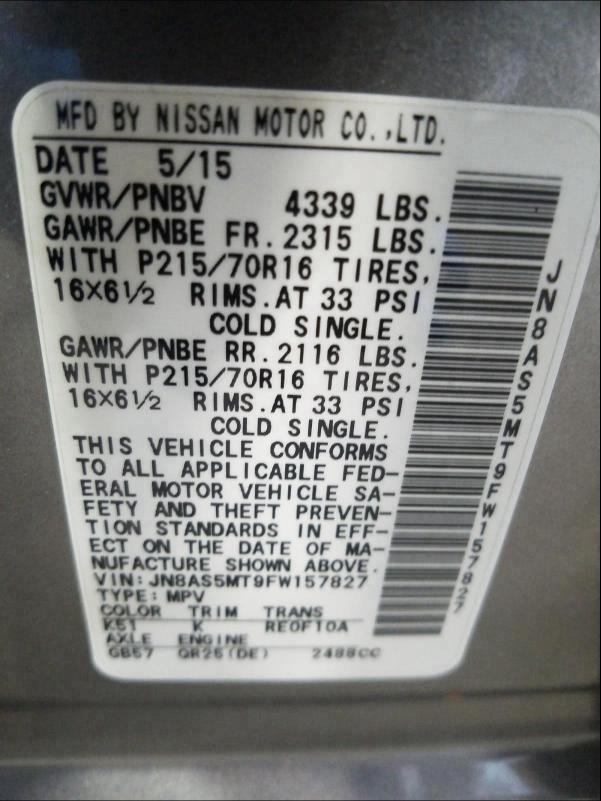 MFD BY NISSAN MOTOR CO.,LTD.
DATE 5/15
GVWR/PNBV 4339 LBS.
GAWR/PNBE FR. 2315 LBS.
WITH P215/70R16 TIRES,
16X6 1/2 RIMS. AT 33 PSI
COLD SINGLE.
GAWR/PNBE RR. 2116 LBS.
WITH P215/70R16 TIRES,
16X6 1/2 RIMS. AT 33 PSI
COLD SINGLE.
THIS VEHICLE CONFORMS
TO ALL APPLICABLE FED-
ERAL MOTOR VEHICLE SA-
FETY AND THEFT PREVEN-
TION STANDARDS IN EFF-
ECT ON THE DATE OF MA-
NUFACTURE SHOWN ABOVE.
VIN: JN8AS5MT9FW157827
TYPE: MPV
COLOR TRIM TRANS
K51 K RE0F10A
AXLE ENGINE
GB57 QR25(DE) 2488CC
JN8AS5MT9FW157827